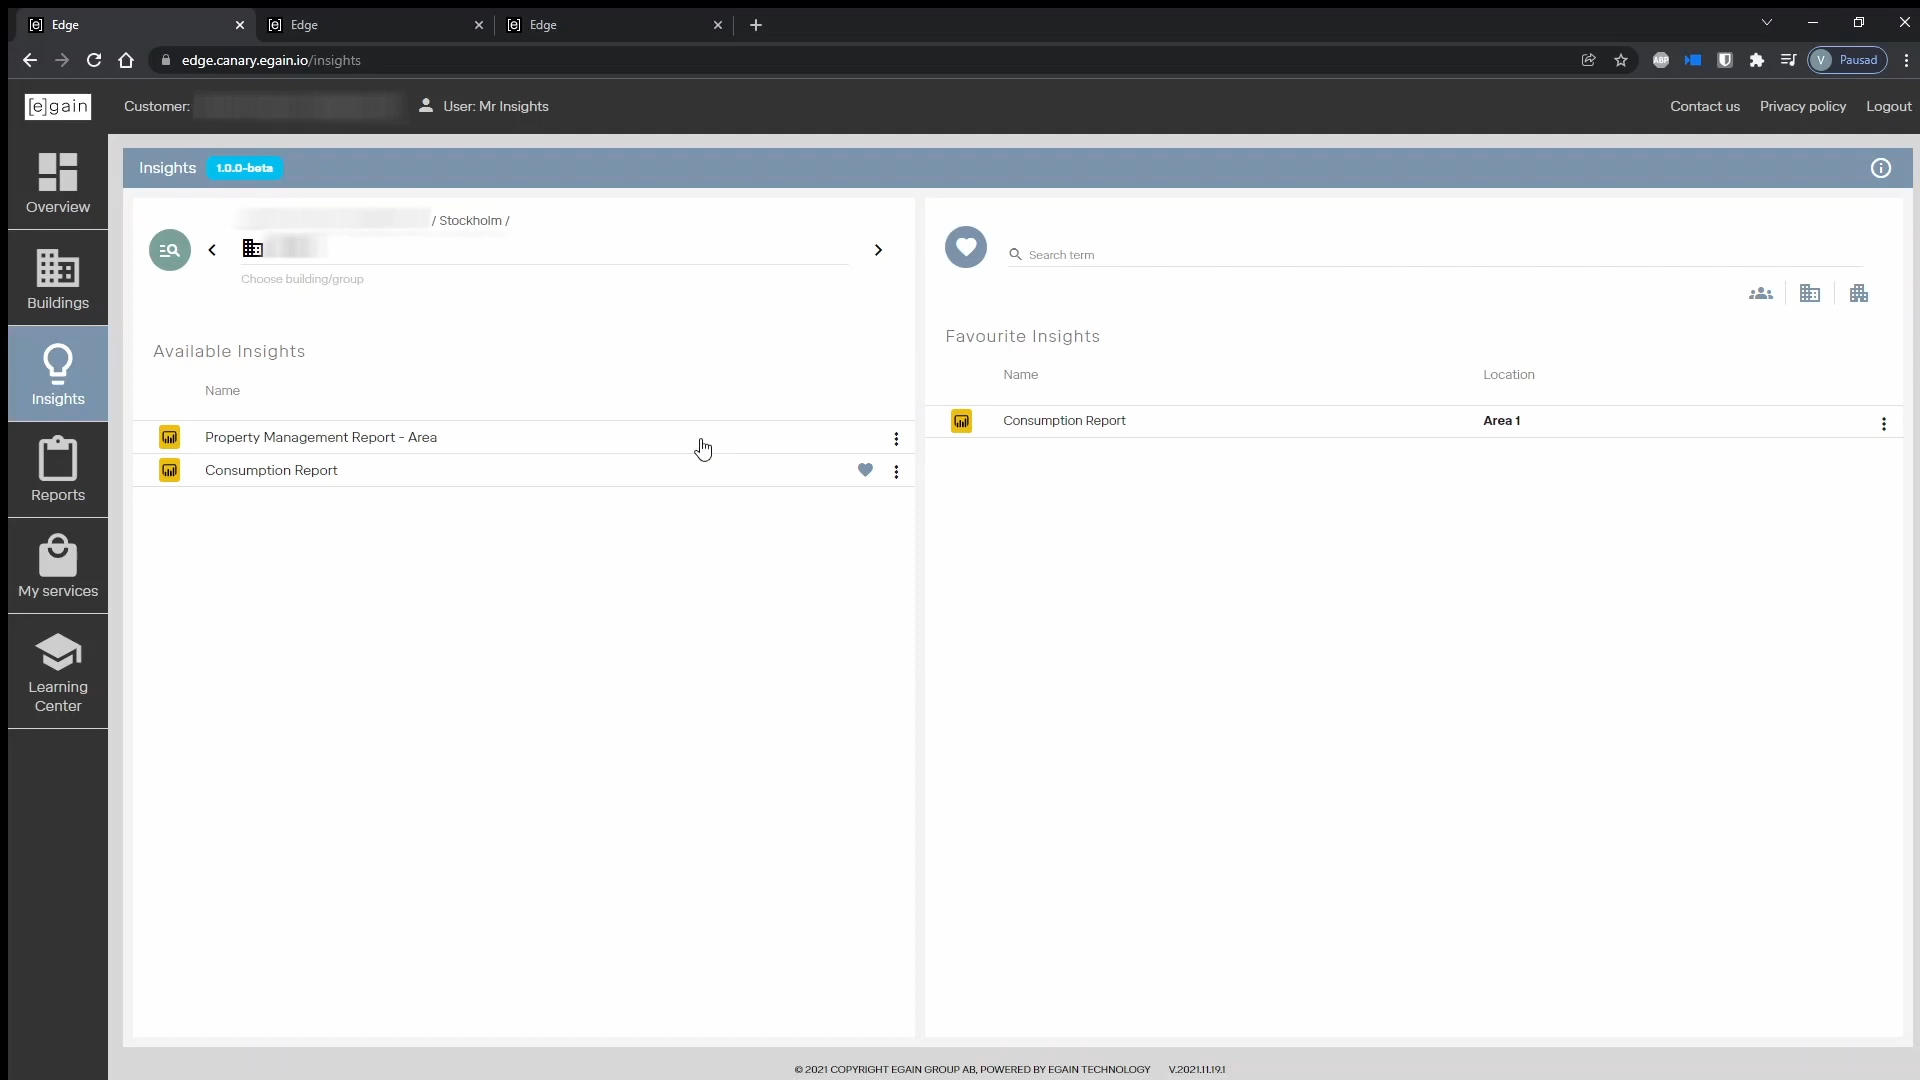 [e] Edge
[e] Edge
[e] Edge
edge.canary.egain.io/insights
ABP
V Pausad
[e]gain
Customer:
User: Mr Insights
Contact us
Privacy policy
Logout
Overview
Buildings
Insights
Reports
My services
Learning
Center
Insights
1.0.0-beta
/ Stockholm /
Choose building/group
Available Insights
Name
Property Management Report - Area
Consumption Report
Search term
Favourite Insights
Name
Location
Consumption Report
Area 1
© 2021 COPYRIGHT EGAIN GROUP AB, POWERED BY EGAIN TECHNOLOGY
V.2021.11.19.1